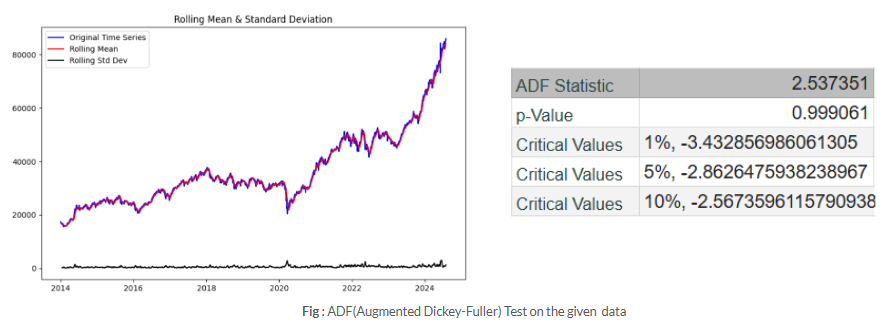 Rolling Mean & Standard Deviation
Original Time Series
Rolling Mean
Rolling Std Dev
80000
60000
40000
20000
0
2014 2016 2018 2020 2022 2024
ADF Statistic 2.537351
p-Value 0.999061
Critical Values 1%, -3.432856986061305
Critical Values 5%, -2.8626475938238967
Critical Values 10%, -2.5673596115790938
Fig : ADF(Augmented Dickey-Fuller) Test on the given data